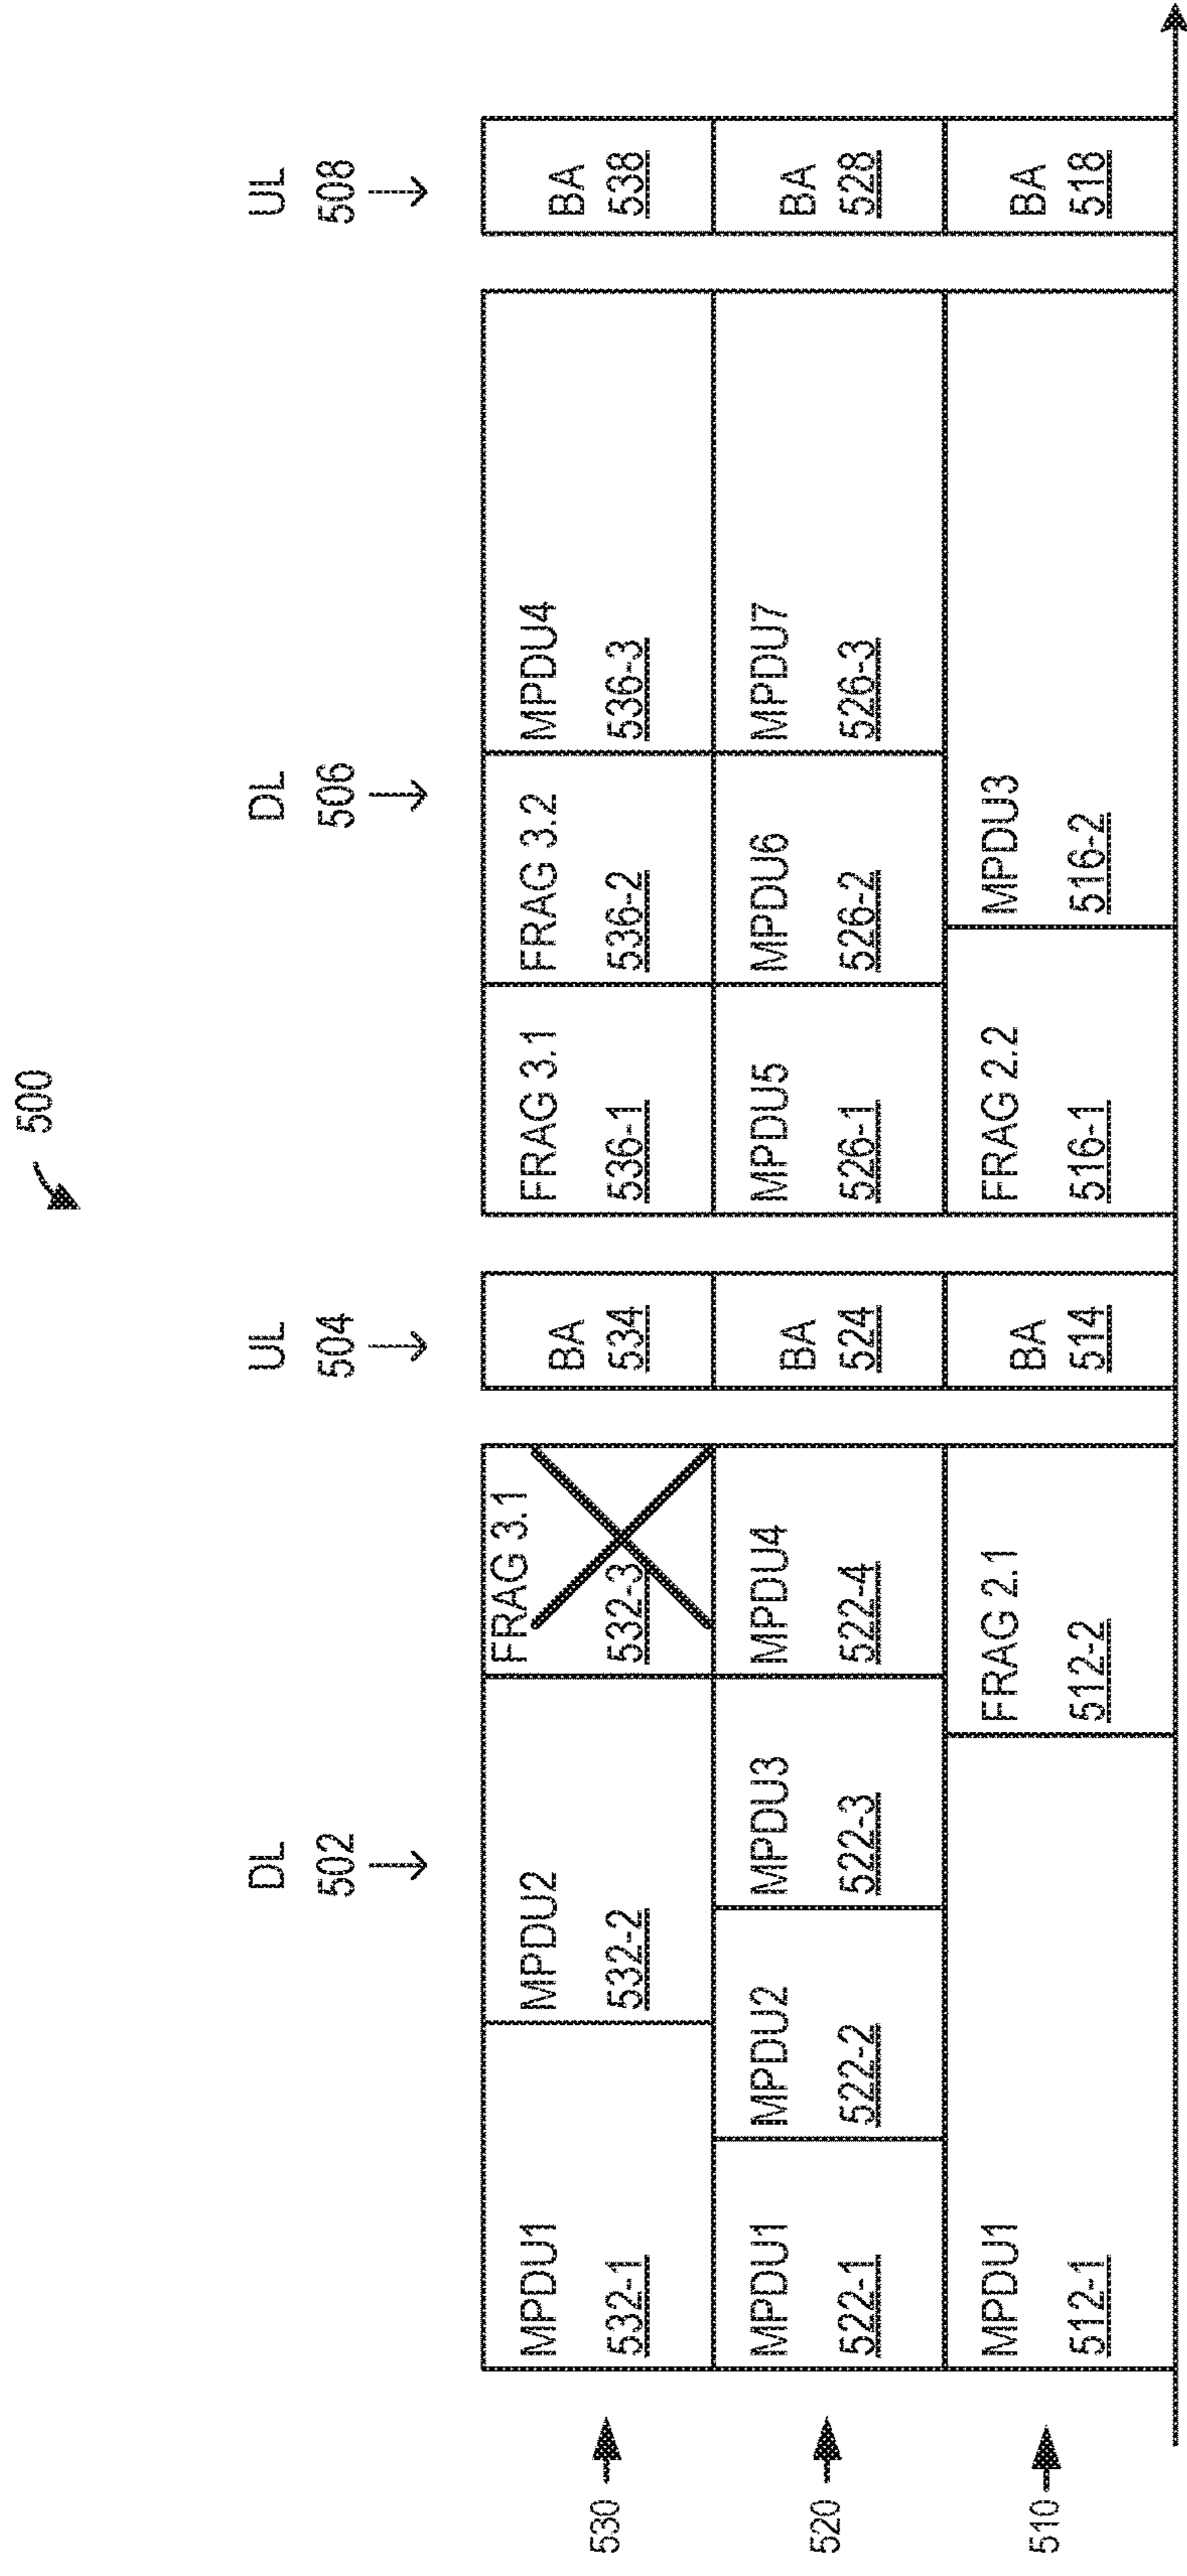 500
DL
502
UL
504
DL
506
UL
508
530
MPDU1
532-1
MPDU2
532-2
FRAG 3.1
532-3
BA
534
FRAG 3.1
536-1
FRAG 3.2
536-2
MPDU4
536-3
BA
538
520
MPDU1
522-1
MPDU2
522-2
MPDU3
522-3
MPDU4
522-4
BA
524
MPDU5
526-1
MPDU6
526-2
MPDU7
526-3
BA
528
510
MPDU1
512-1
FRAG 2.1
512-2
BA
514
FRAG 2.2
516-1
MPDU3
516-2
BA
518